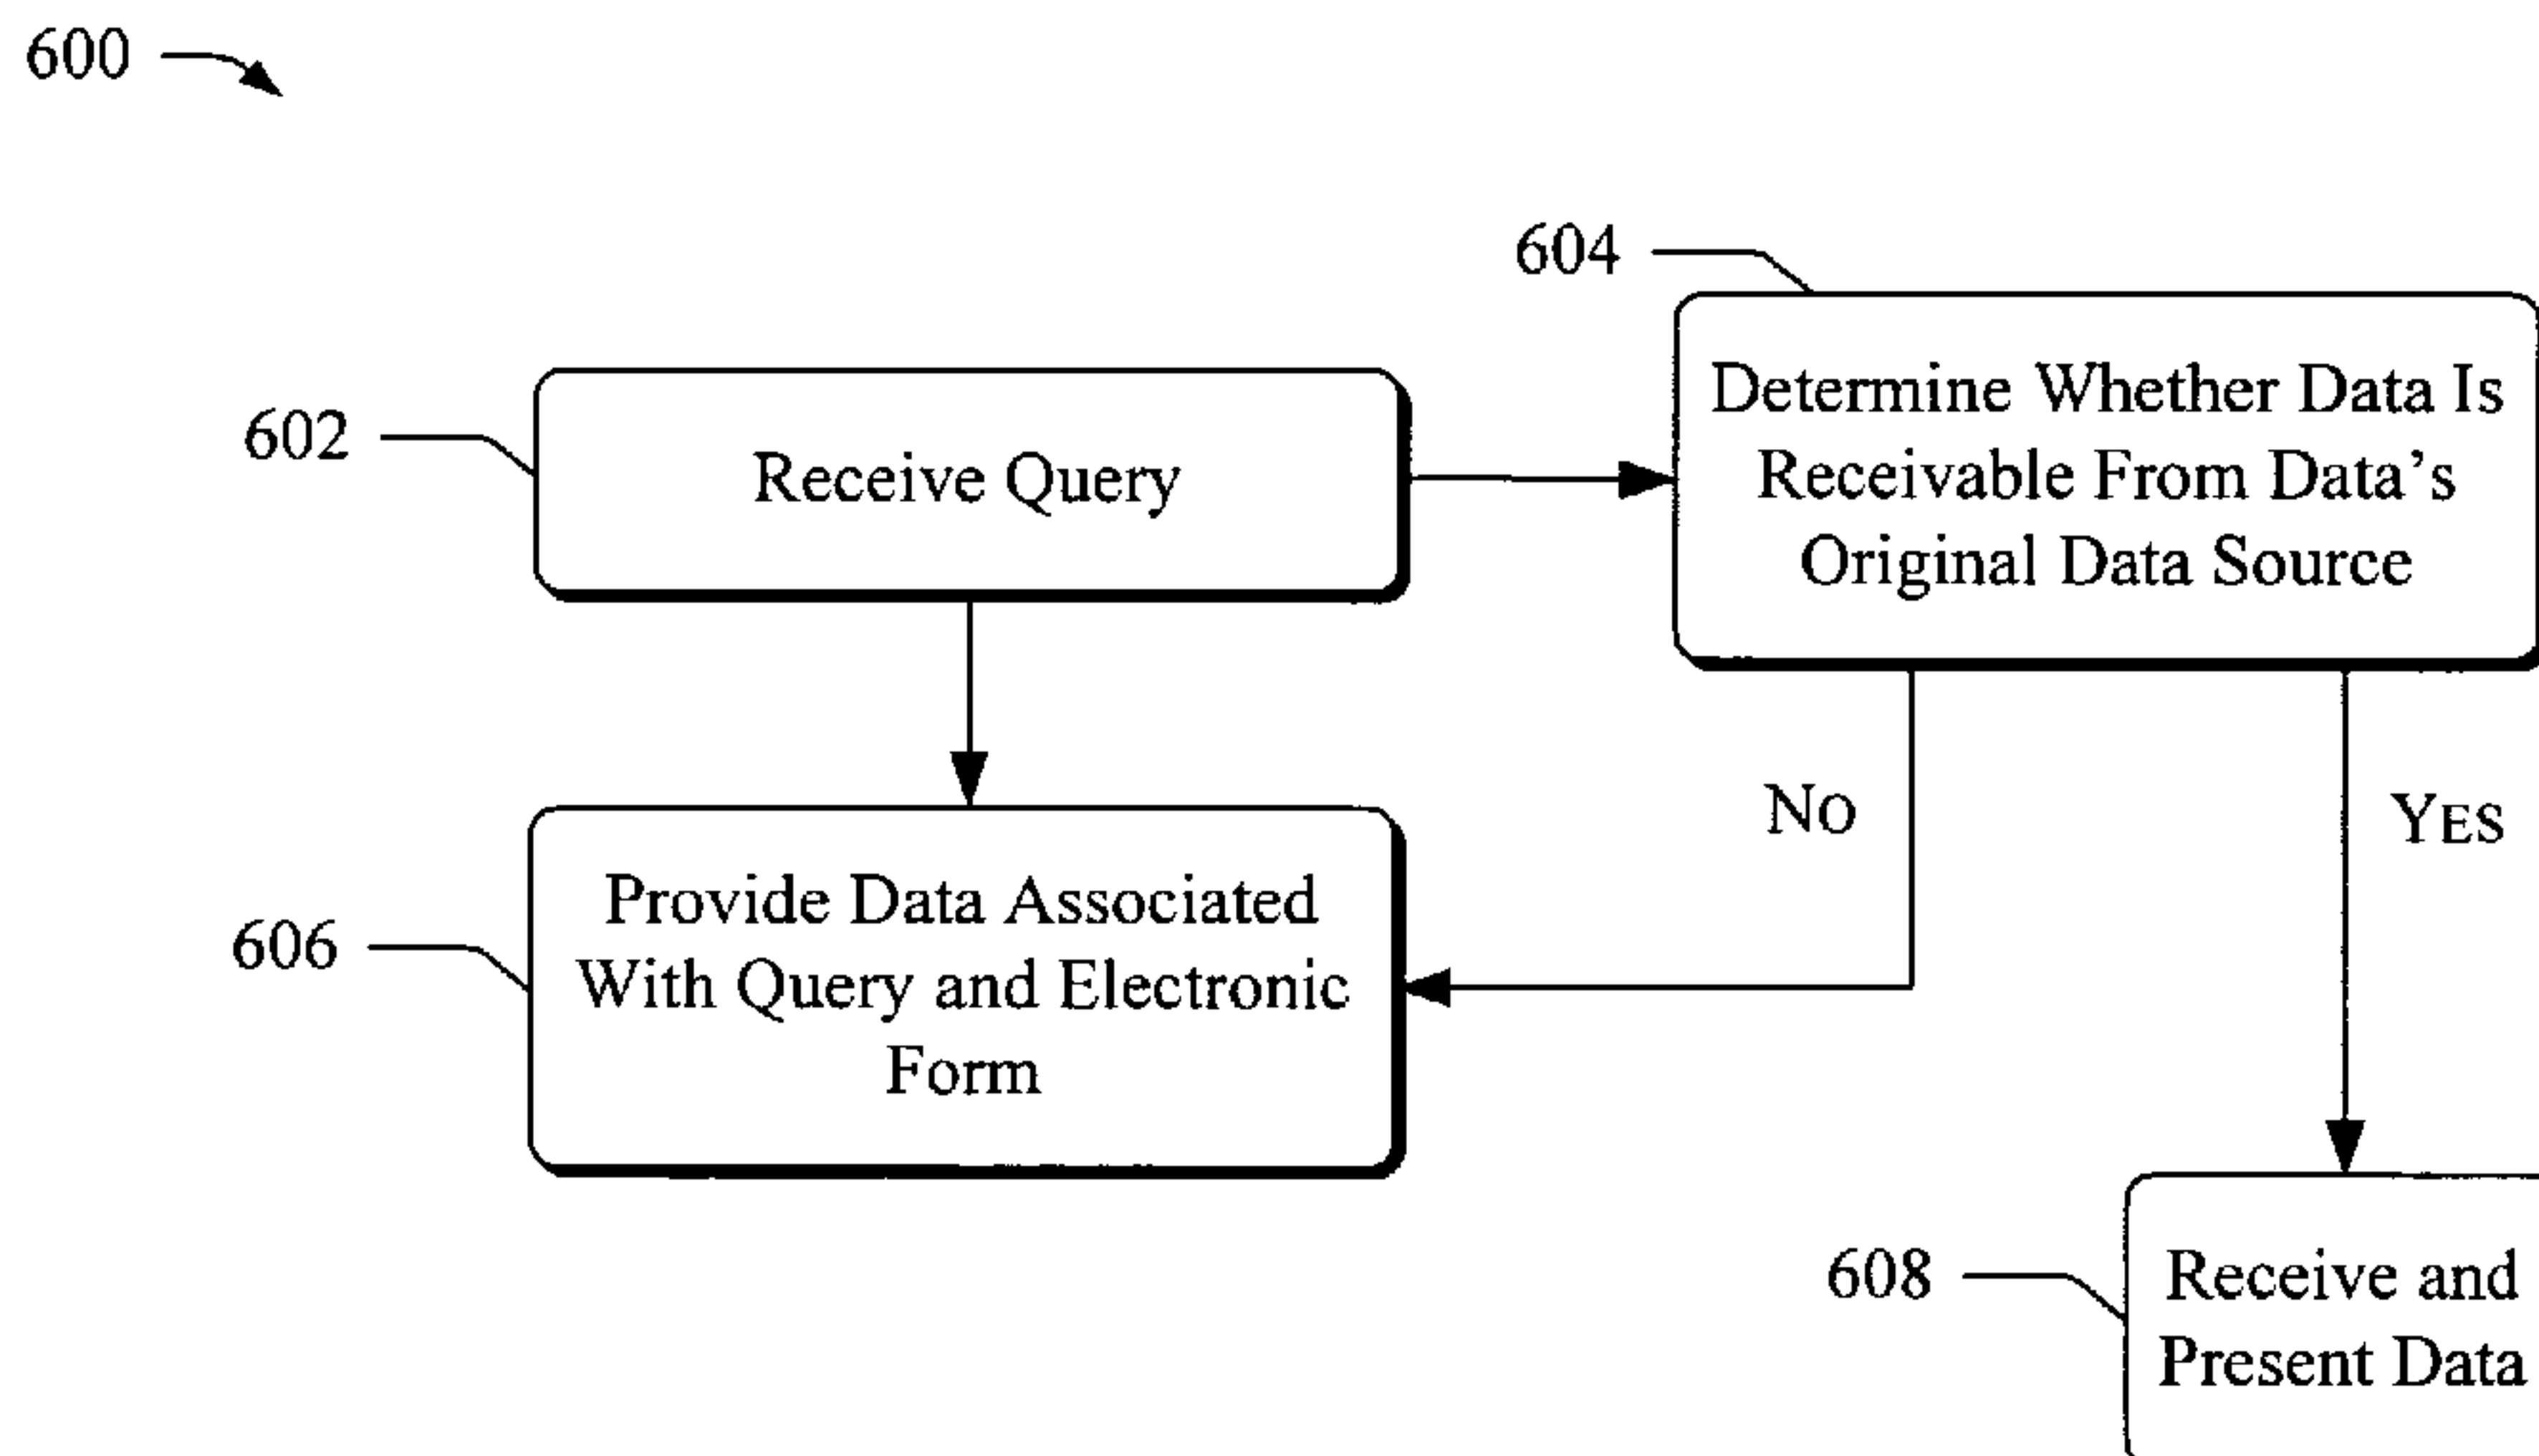 600
604
Determine Whether Data Is
Receivable From Data’s
Original Data Source
602
Receive Query
NO
YES
606
Provide Data Associated
With Query and Electronic
Form
608
Receive and
Present Data